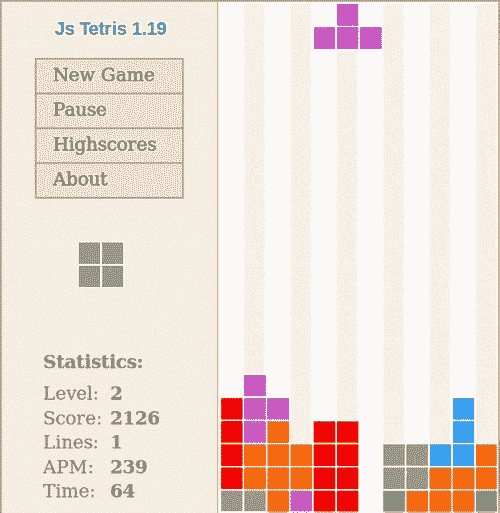 Js Tetris 1.19
New Game
Pause
Highscores
About
Statistics:
Level: 2
Score: 2126
Lines: 1
APM: 239
Time: 64